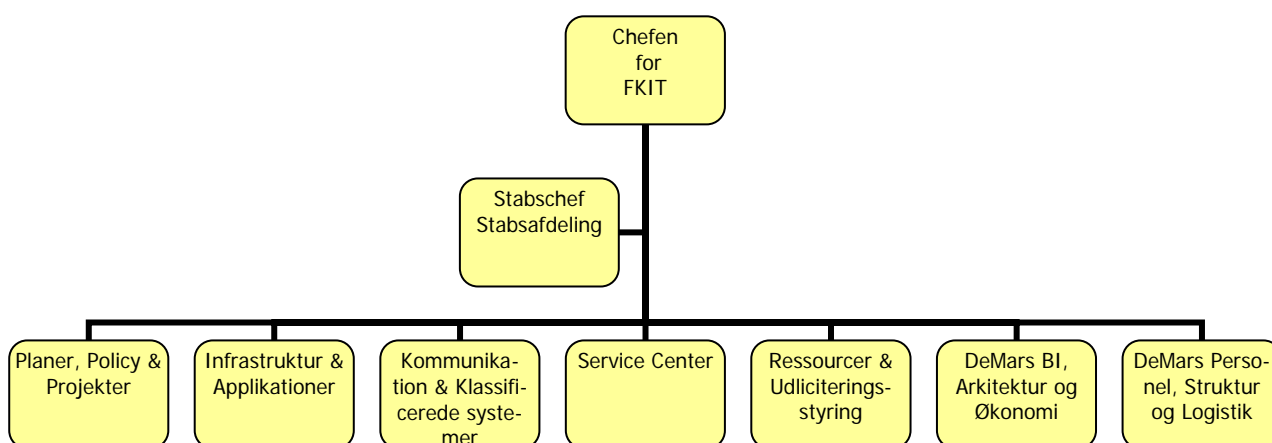 Chefen
for
FKIT
Stabschef
Stabsafdeling
Planer, Policy &
Projekter
Infrastruktur &
Applikationer
Kommunika-
tion & Klassifi-
cerede syste-
mer
Service Center
Ressourcer &
Udliciterings-
styring
DeMars BI,
Arkitektur og
Økonomi
DeMars Perso-
nel, Struktur
og Logistik